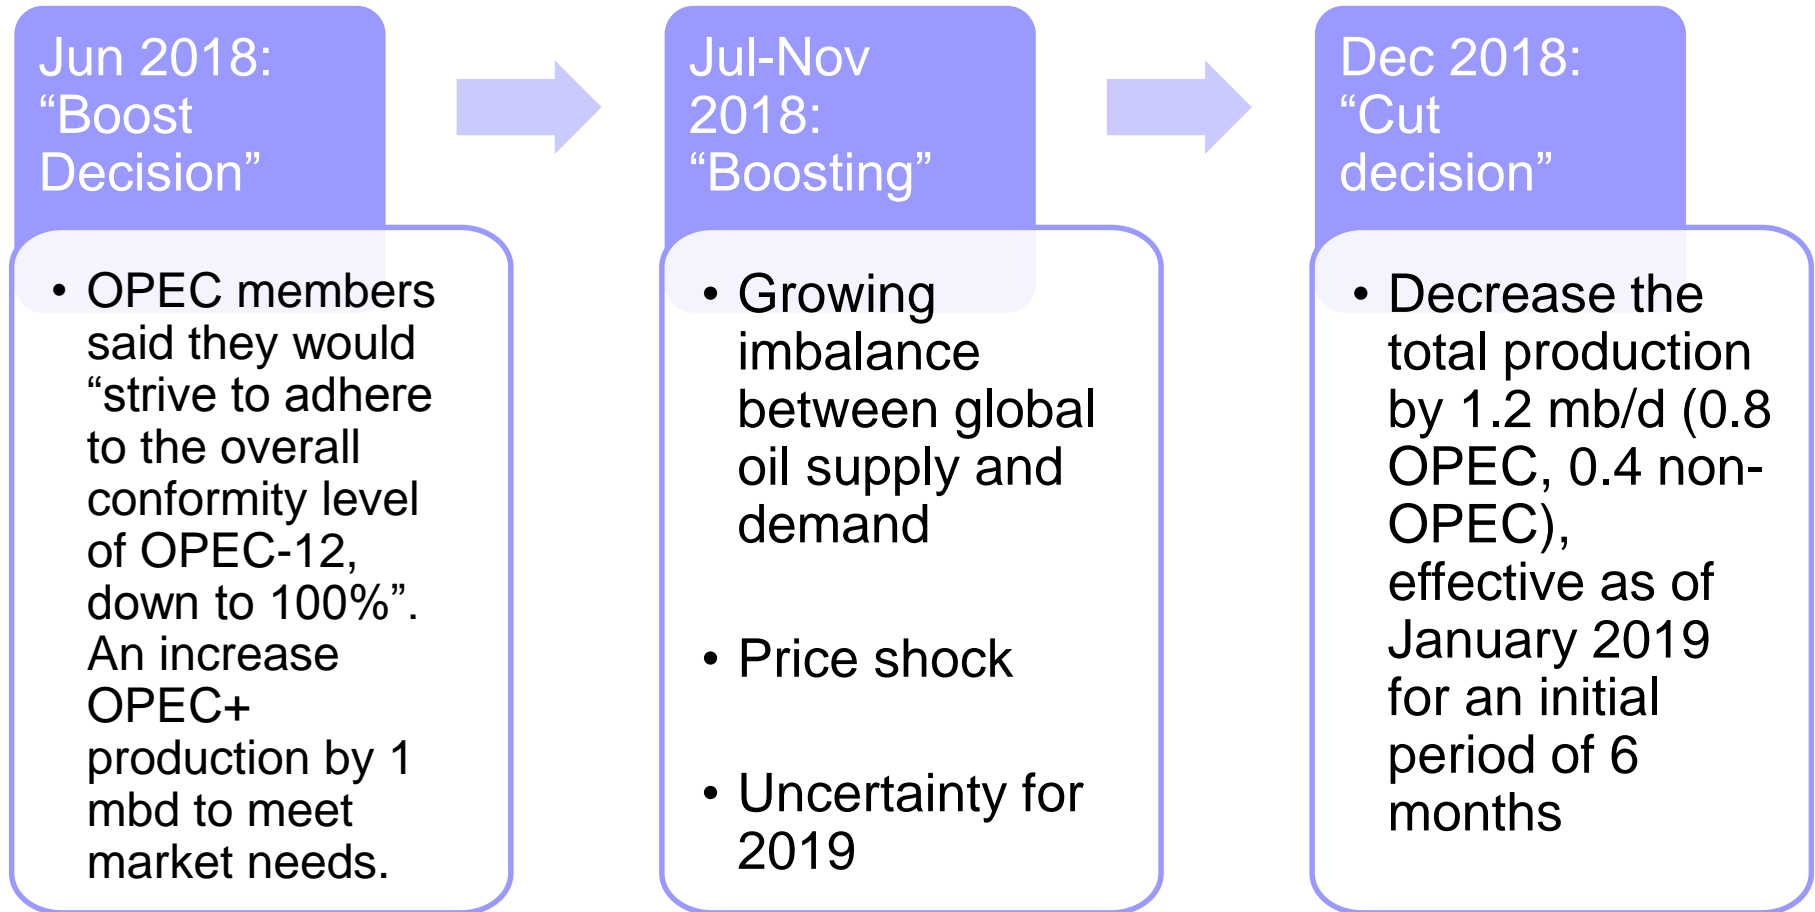 Jun 2018:
“Boost
Decision”
• OPEC members
said they would
“strive to adhere
to the overall
conformity level
of OPEC-12,
down to 100%”.
An increase
OPEC+
production by 1
mbd to meet
market needs.
Jul-Nov
2018:
“Boosting”
• Growing
imbalance
between global
oil supply and
demand
• Price shock
• Uncertainty for
2019
Dec 2018:
“Cut
decision”
• Decrease the
total production
by 1.2 mb/d (0.8
OPEC, 0.4 non-
OPEC),
effective as of
January 2019
for an initial
period of 6
months